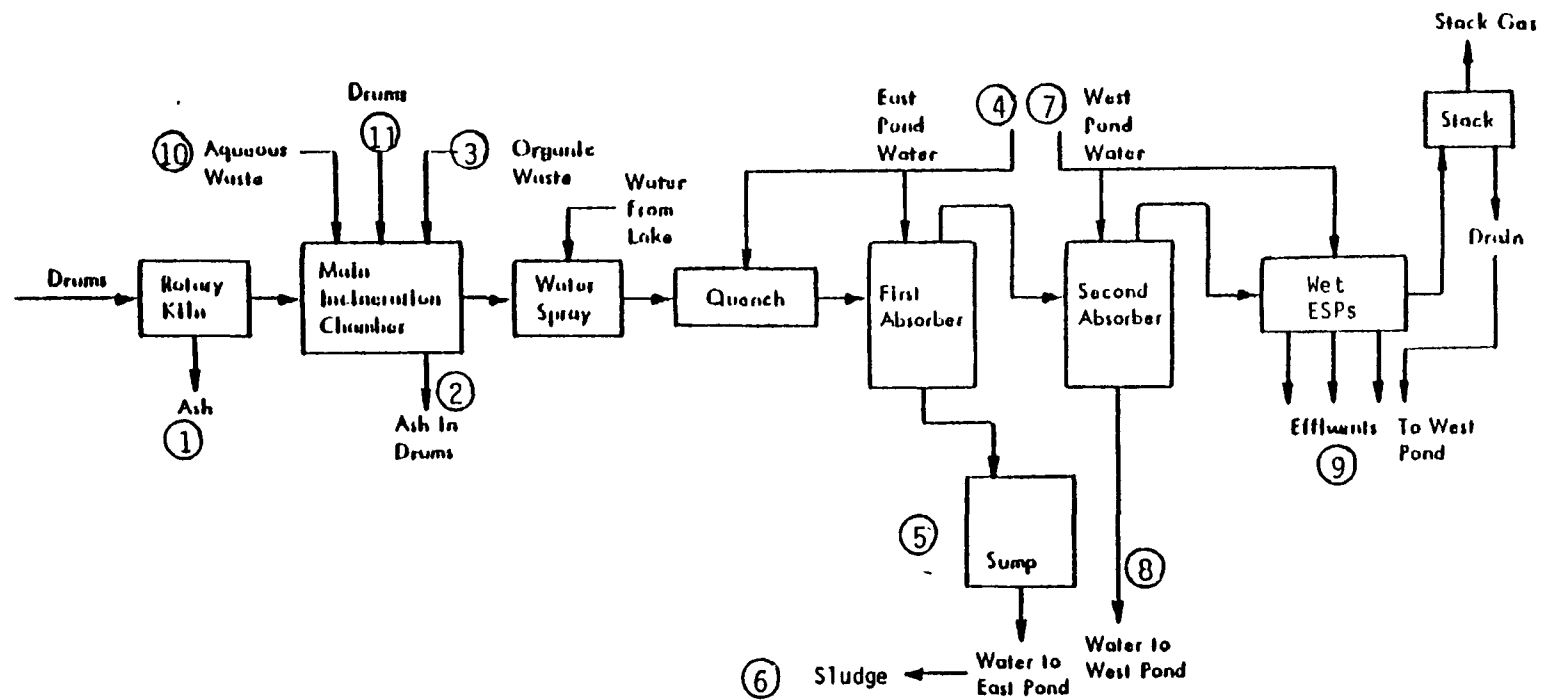 Stack Gas
Stack
Drain
Drums
11
10 Aqueous
Waste
3 Organic
Waste
Water
From
Lake
East
Pond
Water
4
7
West
Pond
Water
Drums
Rotary
Kiln
Main
Incineration
Chamber
Water
Spray
Quench
First
Absorber
Second
Absorber
Wet
ESPs
Ash
1
2
Ash In
Drums
Effluents
9
To West
Pond
5
Sump
8
6 Sludge
Water to
East Pond
Water to
West Pond